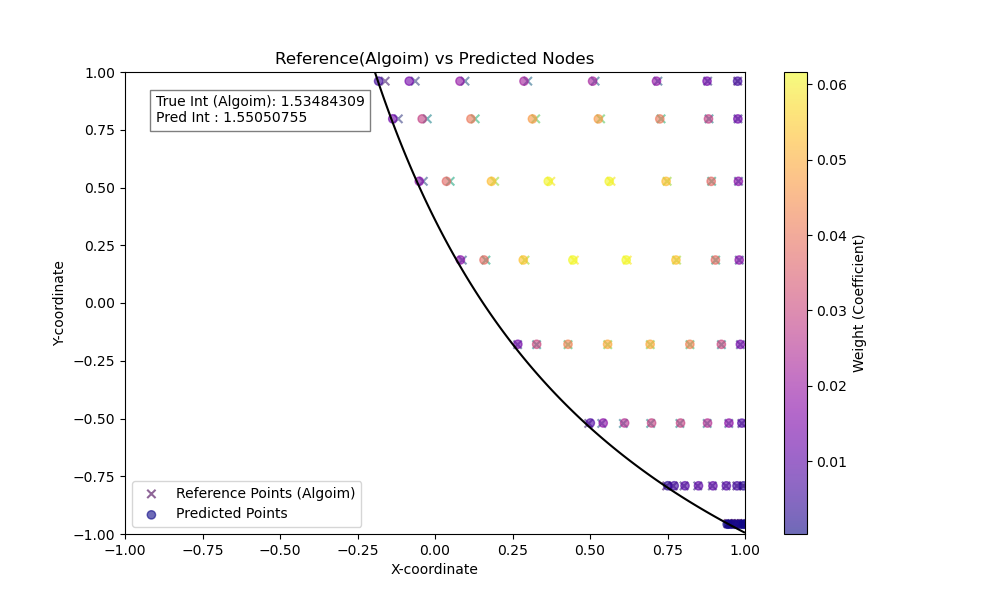 Reference(Algoim) vs Predicted Nodes
True Int (Algoim): 1.53484309
Pred Int : 1.55050755
1.00
0.75
0.50
0.25
0.00
−0.25
−0.50
−0.75
−1.00
Y-coordinate
Reference Points (Algoim)
Predicted Points
−1.00 −0.75 −0.50 −0.25 0.00 0.25 0.50 0.75 1.00
X-coordinate
0.06
0.05
0.04
0.03
0.02
0.01
Weight (Coefficient)